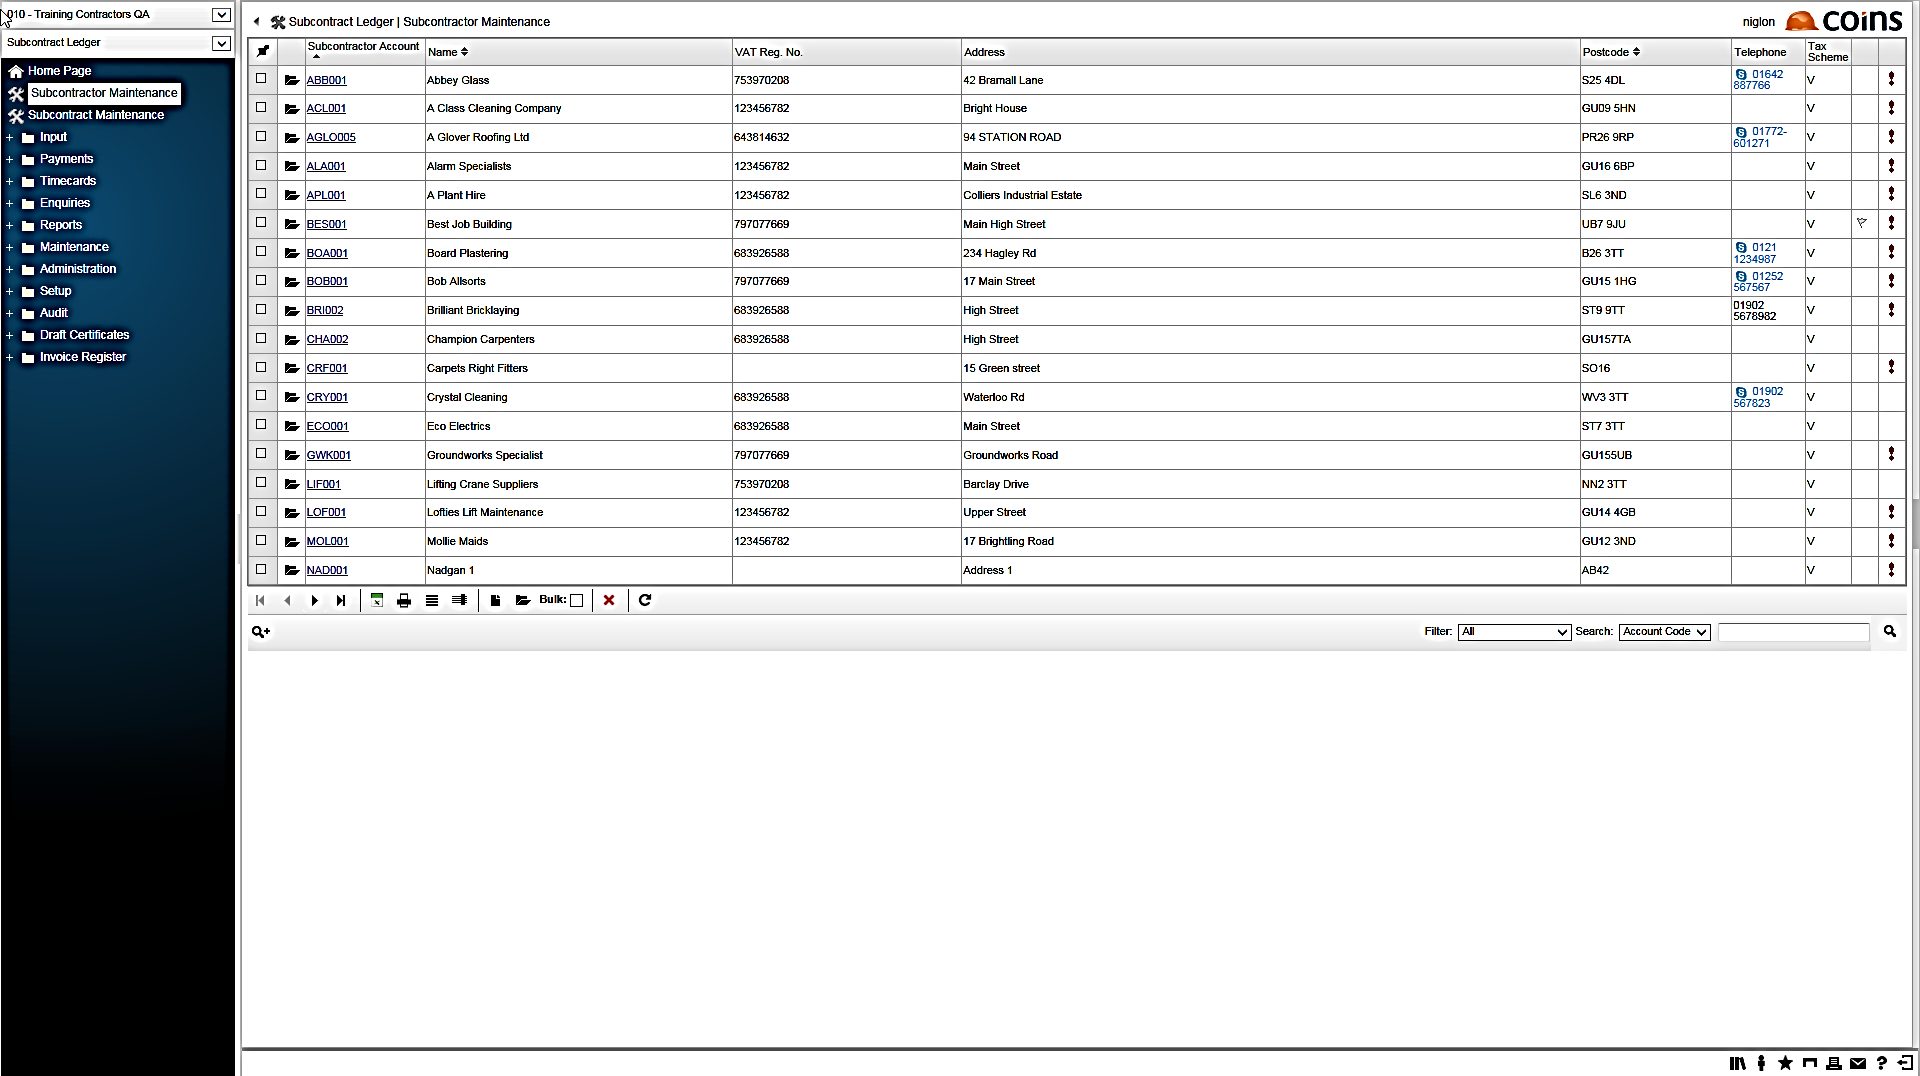 010 - Training Contractors QA
Subcontract Ledger
Home Page
Subcontractor Maintenance
Subcontract Maintenance
+ Input
+ Payments
+ Timecards
+ Enquiries
+ Reports
+ Maintenance
+ Administration
+ Setup
+ Audit
+ Draft Certificates
+ Invoice Register
Subcontract Ledger | Subcontractor Maintenance
niglon
coins
Subcontractor Account Name VAT Reg. No. Address Postcode Telephone Tax Scheme
ABB001 Abbey Glass 753970208 42 Bramall Lane S25 4DL 01642 887766 V
ACL001 A Class Cleaning Company 123456782 Bright House GU09 5HN V
AGLO005 A Glover Roofing Ltd 643814632 94 STATION ROAD PR26 9RP 01772-601271 V
ALA001 Alarm Specialists 123456782 Main Street GU16 6BP V
APL001 A Plant Hire 123456782 Colliers Industrial Estate SL6 3ND V
BES001 Best Job Building 797077669 Main High Street UB7 9JU V
BOA001 Board Plastering 683926588 234 Hagley Rd B26 3TT 0121 1234987 V
BOB001 Bob Allsorts 797077669 17 Main Street GU15 1HG 01252 567567 V
BRI002 Brilliant Bricklaying 683926588 High Street ST9 9TT 01902 5678982 V
CHA002 Champion Carpenters 683926588 High Street GU157TA V
CRF001 Carpets Right Fitters 15 Green street SO16 V
CRY001 Crystal Cleaning 683926588 Waterloo Rd WV3 3TT 01902 567823 V
ECO001 Eco Electrics 683926588 Main Street ST7 3TT V
GWK001 Groundworks Specialist 797077669 Groundworks Road GU155UB V
LIF001 Lifting Crane Suppliers 753970208 Barclay Drive NN2 3TT V
LOF001 Lofties Lift Maintenance 123456782 Upper Street GU14 4GB V
MOL001 Mollie Maids 123456782 17 Brightling Road GU12 3ND V
NAD001 Nadgan 1 Address 1 AB42 V
Bulk:
Filter: All Search: Account Code